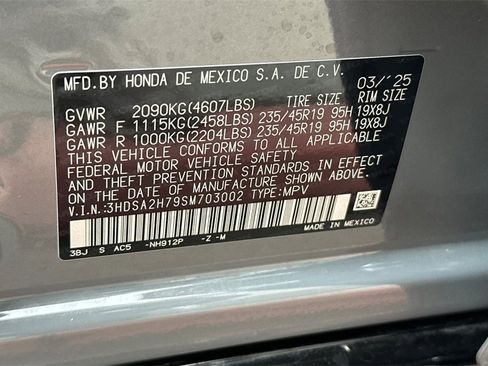 MFD.BY HONDA DE MEXICO S.A. DE C.V. 03/'25
GVWR 2090KG(4607LBS) TIRE SIZE RIM SIZE
GAWR F 1115KG(2458LBS) 235/45R19 95H 19X8J
GAWR R 1000KG(2204LBS) 235/45R19 95H 19X8J
THIS VEHICLE CONFORMS TO ALL APPLICABLE
FEDERAL MOTOR VEHICLE SAFETY
STANDARDS IN EFFECT ON THE DATE OF
MANUFACTURE SHOWN ABOVE.
V.I.N.:3HDSA2H79SM703002 TYPE:MPV
3BJ S AC5 -NH912P -Z -M MADE IN MEXICO